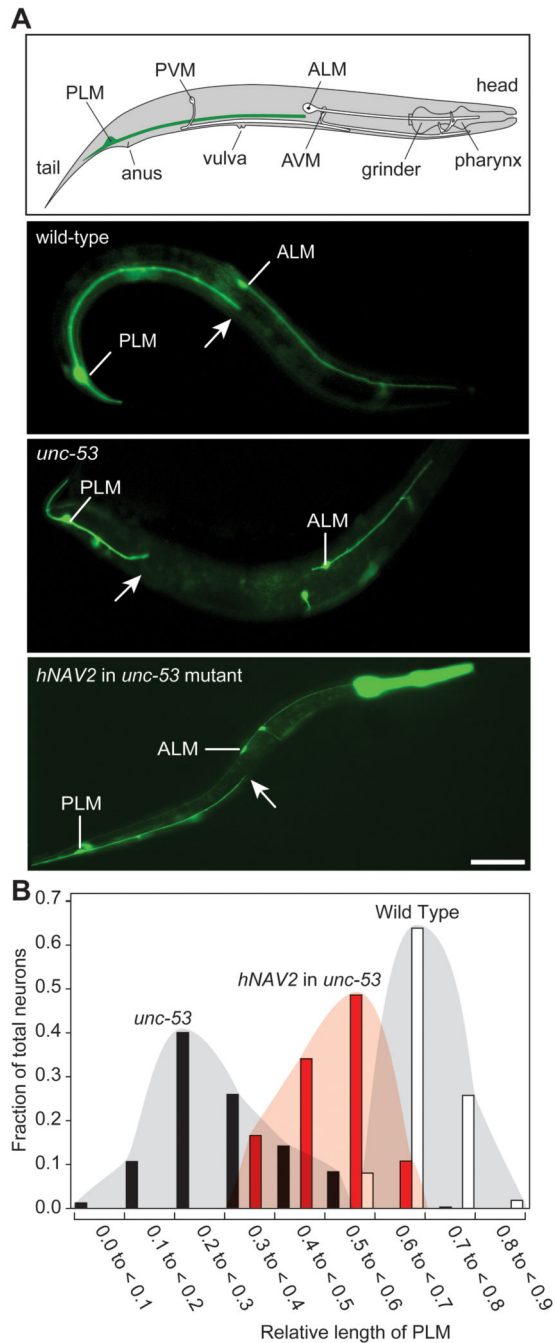 A
PLM
PVM
ALM
head
tail
anus
vulva
AVM
grinder
pharynx
wild-type
ALM
PLM
unc-53
PLM
ALM
hNAV2 in unc-53 mutant
ALM
PLM
B
Fraction of total neurons
0.7
0.6
0.5
0.4
0.3
0.2
0.1
0.0
unc-53
hNAV2 in unc-53
Wild Type
0.0 to < 0.1
0.1 to < 0.2
0.2 to < 0.3
0.3 to < 0.4
0.4 to < 0.5
0.5 to < 0.6
0.6 to < 0.7
0.7 to < 0.8
0.8 to < 0.9
Relative length of PLM